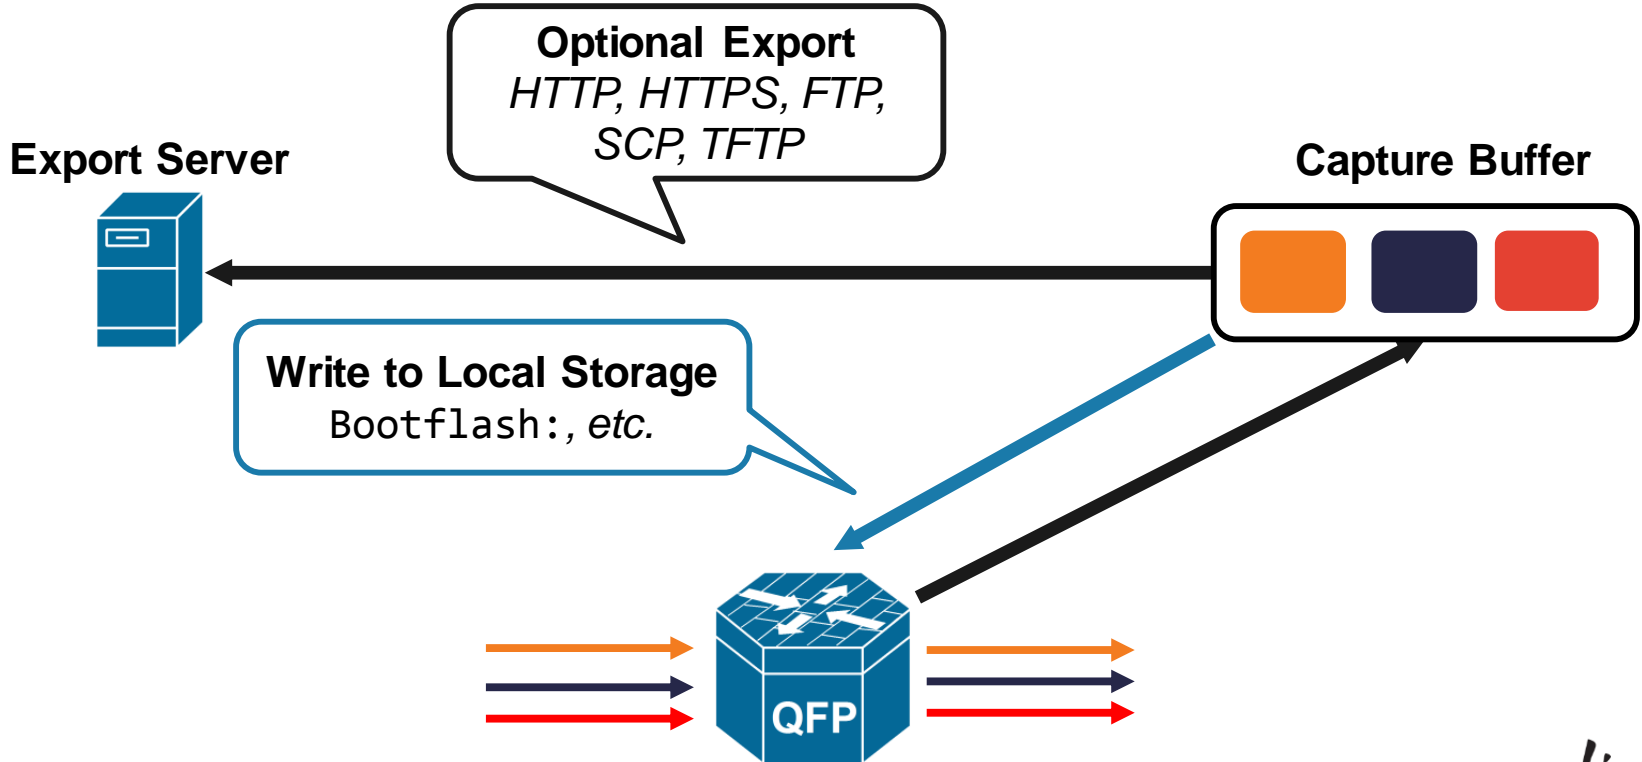 Optional Export
HTTP, HTTPS, FTP,
SCP, TFTP
Export Server
Capture Buffer
Write to Local Storage
Bootflash:, etc.
QFP